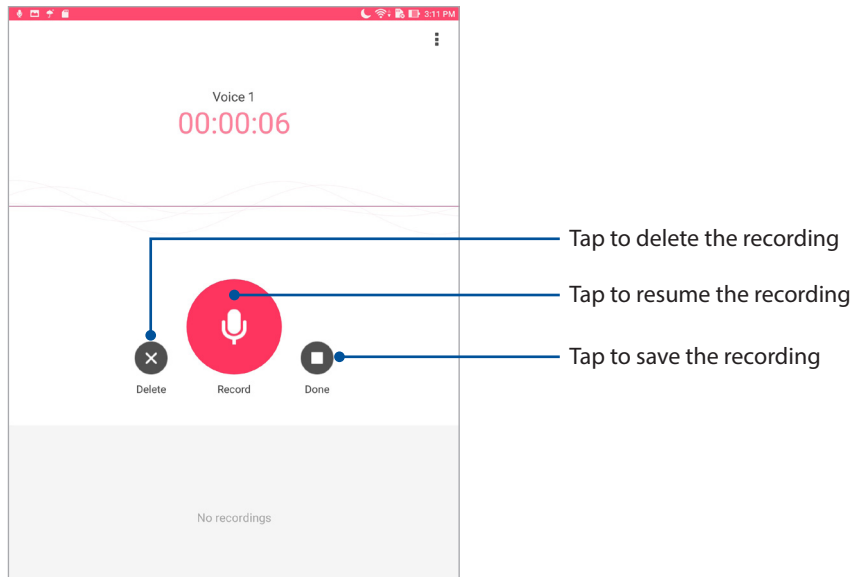 3:11 PM
Voice 1
00:00:06
Tap to delete the recording
Tap to resume the recording
Tap to save the recording
Delete
Record
Done
No recordings